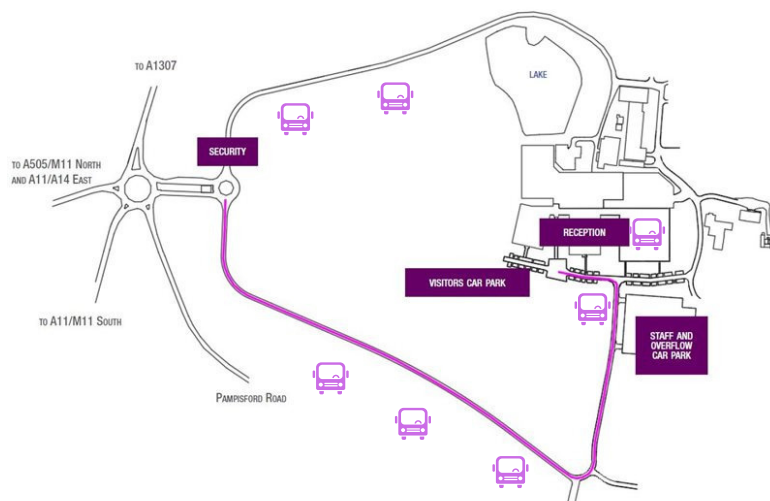 TO A1307
LAKE
SECURITY
TO A505/M11 NORTH
AND A11/A14 EAST
RECEPTION
VISITORS CAR PARK
TO A11/M11 SOUTH
STAFF AND
OVERFLOW
CAR PARK
PAMPISFORD ROAD